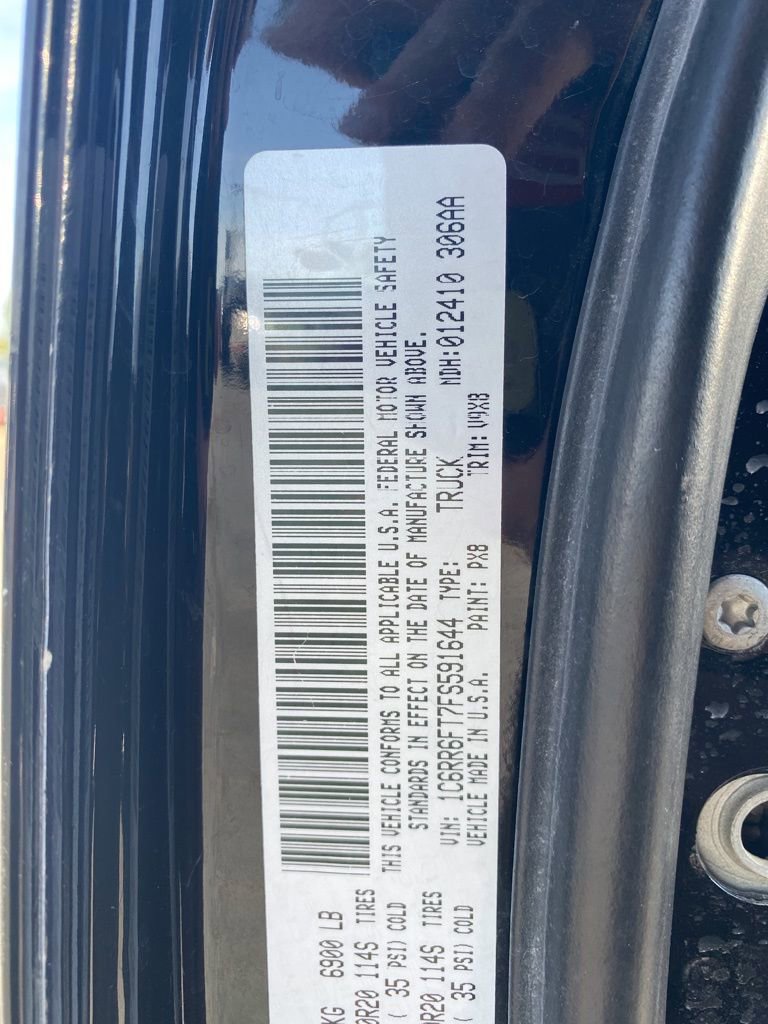 KG 6900 LB
0R20 114S TIRES
( 35 PSI) COLD
0R20 114S TIRES
( 35 PSI) COLD
THIS VEHICLE CONFORMS TO ALL APPLICABLE U.S.A. FEDERAL MOTOR VEHICLE SAFETY
STANDARDS IN EFFECT ON THE DATE OF MANUFACTURE SHOWN ABOVE.
VIN: 1C6RR6FT7FS591644 TYPE: TRUCK MDH:012410 306AA
VEHICLE MADE IN U.S.A. PAINT: PX8 TRIM: V9X8